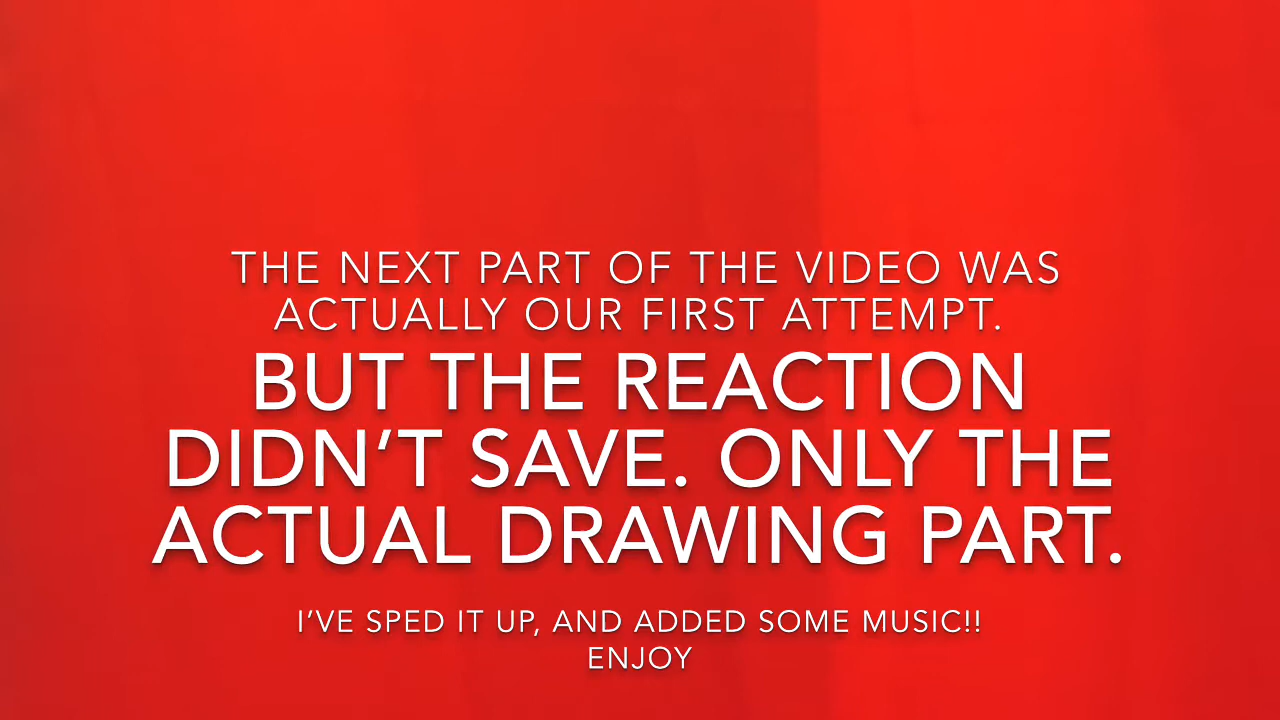 THE NEXT PART OF THE VIDEO WAS
ACTUALLY OUR FIRST ATTEMPT.
BUT THE REACTION
DIDN’T SAVE. ONLY THE
ACTUAL DRAWING PART.
I’VE SPED IT UP, AND ADDED SOME MUSIC!!
ENJOY